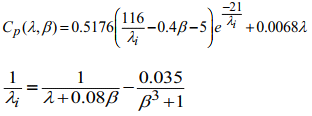 C_p(λ,β)=0.5176(116/λ_i−0.4β−5)e^(−21/λ_i)+0.0068λ
1/λ_i=1/(λ+0.08β)−0.035/(β^3+1)